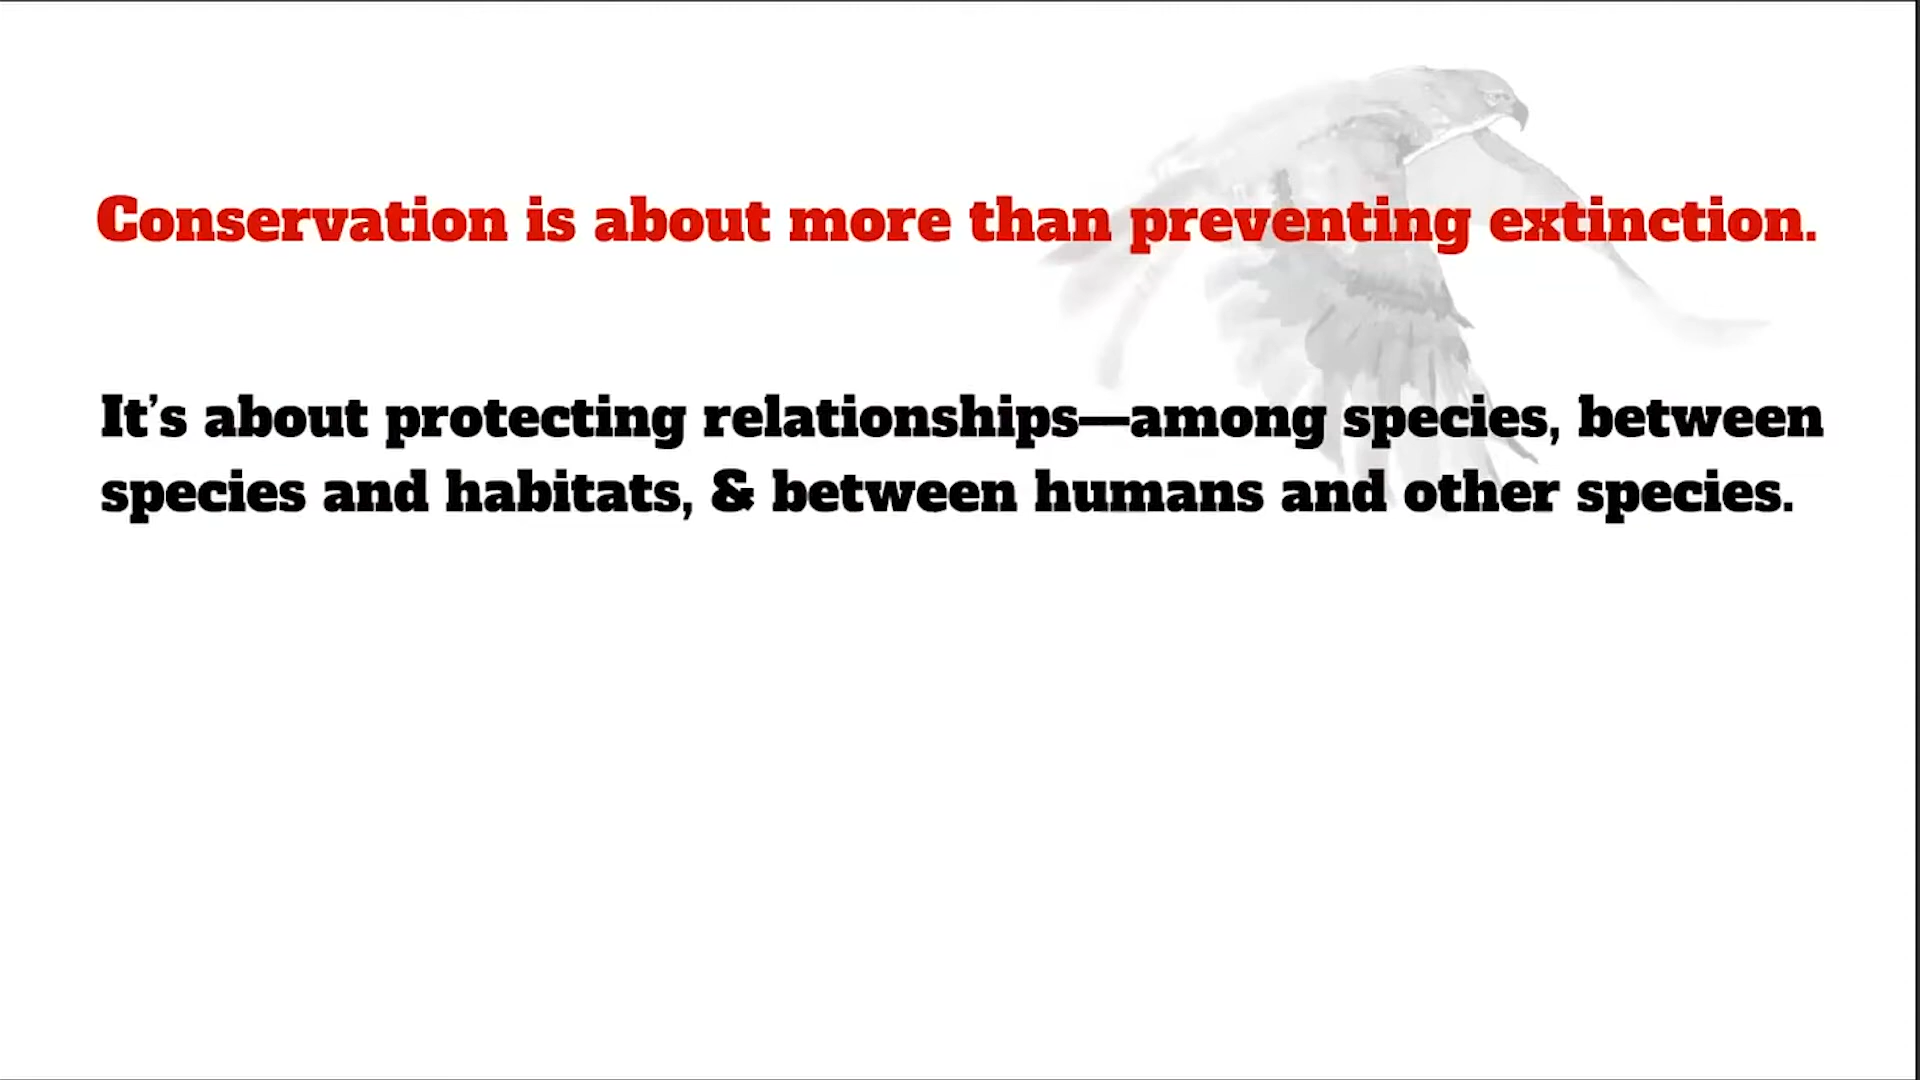 Conservation is about more than preventing extinction.
It’s about protecting relationships—among species, between
species and habitats, & between humans and other species.